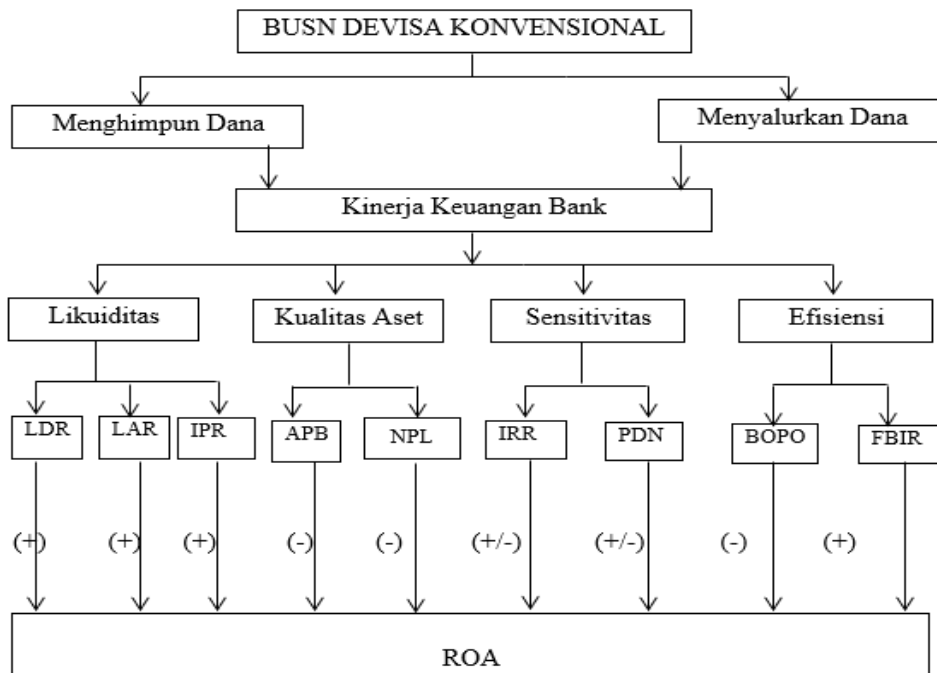 BUSN DEVISA KONVENSIONAL
Menghimpun Dana
Menyalurkan Dana
Kinerja Keuangan Bank
Likuiditas
Kualitas Aset
Sensitivitas
Efisiensi
LDR
LAR
IPR
APB
NPL
IRR
PDN
BOPO
FBIR
(+)
(+)
(+)
(-)
(-)
(+/-)
(+/-)
(-)
(+)
ROA